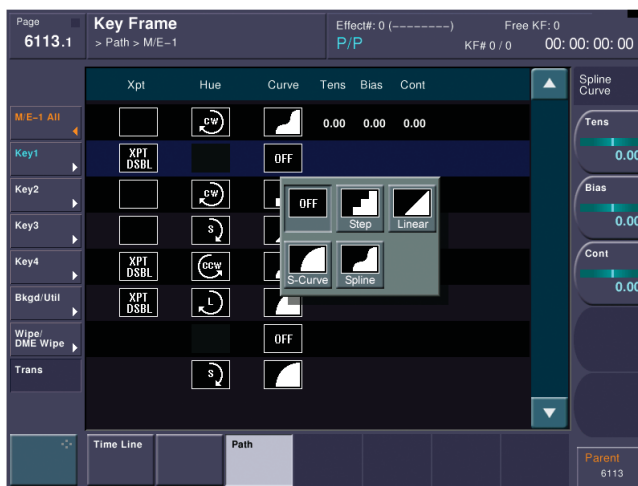 Page
6113.1
Key Frame
> Path > M/E-1
Effect#: 0 (--------)
Free KF: 0
P/P
KF# 0 / 0
00: 00: 00: 00
Xpt Hue Curve Tens Bias Cont
Spline
Curve
M/E-1 All
CW
0.00 0.00 0.00
Tens
0.00
Key1
XPT
DSBL
OFF
Key2
CW
Bias
0.00
Key3
S
Key4
XPT
DSBL
CCW
Cont
0.00
OFF
Step
Linear
S-Curve
Spline
Bkgd/Util
XPT
DSBL
L
Wipe/
DME Wipe
OFF
Trans
S
Time Line
Path
Parent
6113